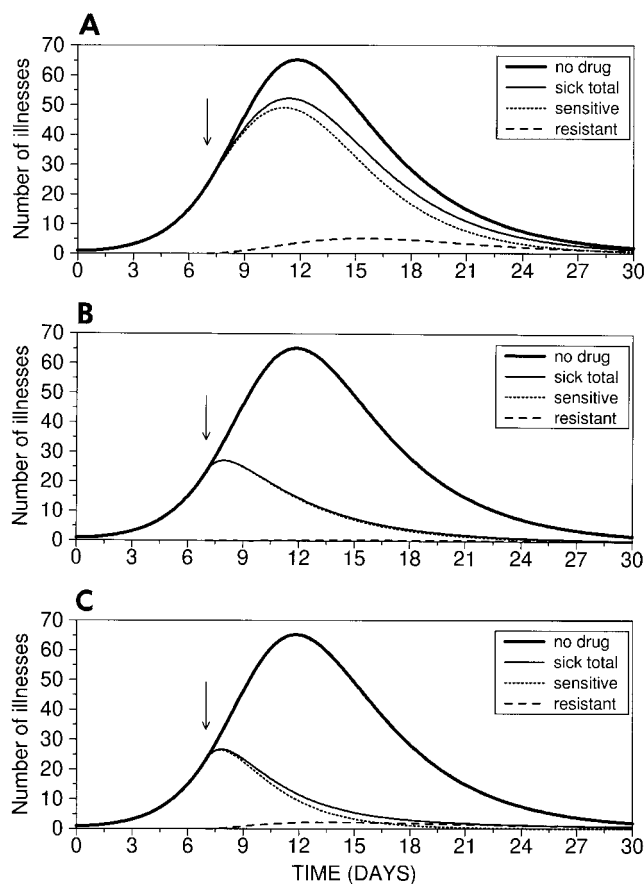 A
Number of illnesses
70
60
50
40
30
20
10
0
no drug
sick total
sensitive
resistant
0 3 6 9 12 15 18 21 24 27 30
B
Number of illnesses
70
60
50
40
30
20
10
0
no drug
sick total
sensitive
resistant
0 3 6 9 12 15 18 21 24 27 30
C
Number of illnesses
70
60
50
40
30
20
10
0
no drug
sick total
sensitive
resistant
0 3 6 9 12 15 18 21 24 27 30
TIME (DAYS)